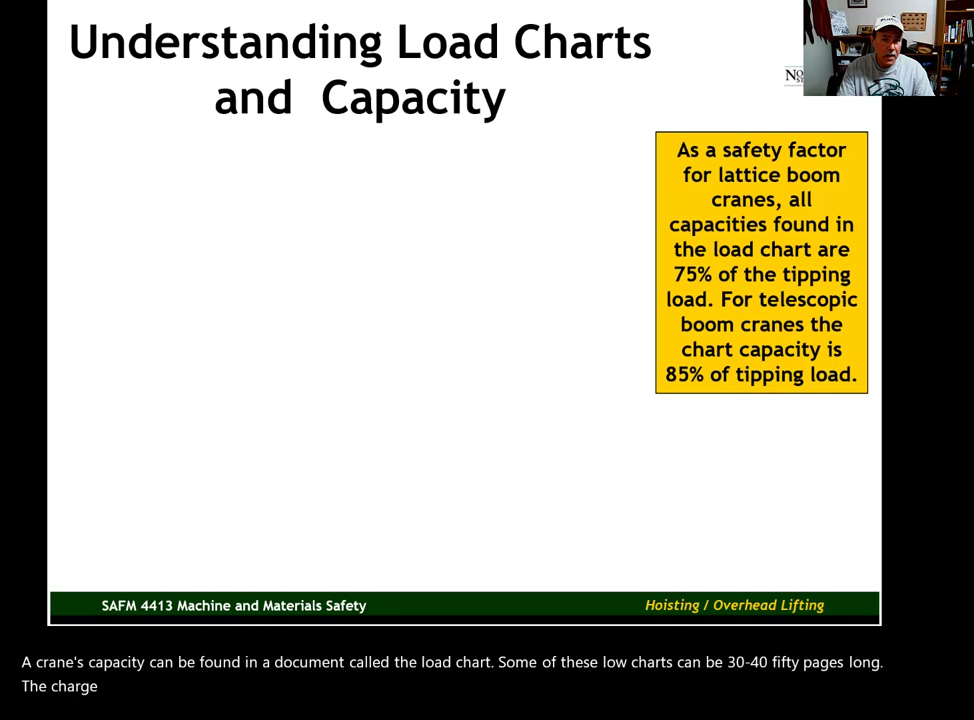 Understanding Load Charts
and Capacity
As a safety factor
for lattice boom
cranes, all
capacities found in
the load chart are
75% of the tipping
load. For telescopic
boom cranes the
chart capacity is
85% of tipping load.
SAFM 4413 Machine and Materials Safety
Hoisting / Overhead Lifting
A crane's capacity can be found in a document called the load chart. Some of these low charts can be 30-40 fifty pages long.
The charge